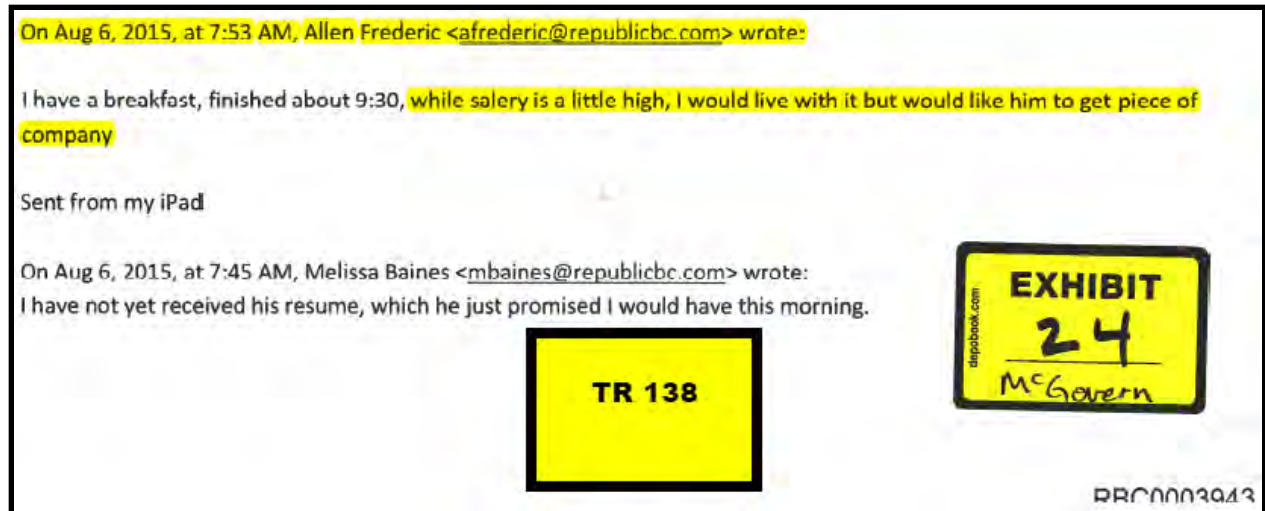 On Aug 6, 2015, at 7:53 AM, Allen Frederic <afrederic@republicbc.com> wrote:
I have a breakfast, finished about 9:30, while salery is a little high, I would live with it but would like him to get piece of
company
Sent from my iPad
On Aug 6, 2015, at 7:45 AM, Melissa Baines <mbaines@republicbc.com> wrote:
I have not yet received his resume, which he just promised I would have this morning.
depobook.com
EXHIBIT
24
McGovern
TR 138
RBC0003943